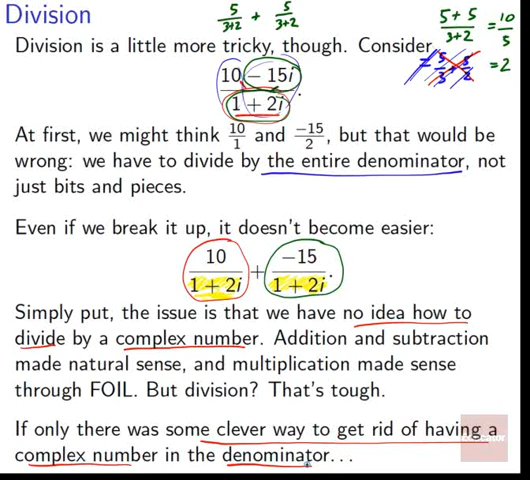 Division
5/(3+2) + 5/(3+2)
(5+5)/(3+2) = 10/5
= 2
Division is a little more tricky, though. Consider
(10 − 15i)/(1 + 2i).
At first, we might think 10/1 and −15/2, but that would be
wrong: we have to divide by the entire denominator, not
just bits and pieces.
Even if we break it up, it doesn't become easier:
10/(1 + 2i) + −15/(1 + 2i).
Simply put, the issue is that we have no idea how to
divide by a complex number. Addition and subtraction
made natural sense, and multiplication made sense
through FOIL. But division? That's tough.
If only there was some clever way to get rid of having a
complex number in the denominator...